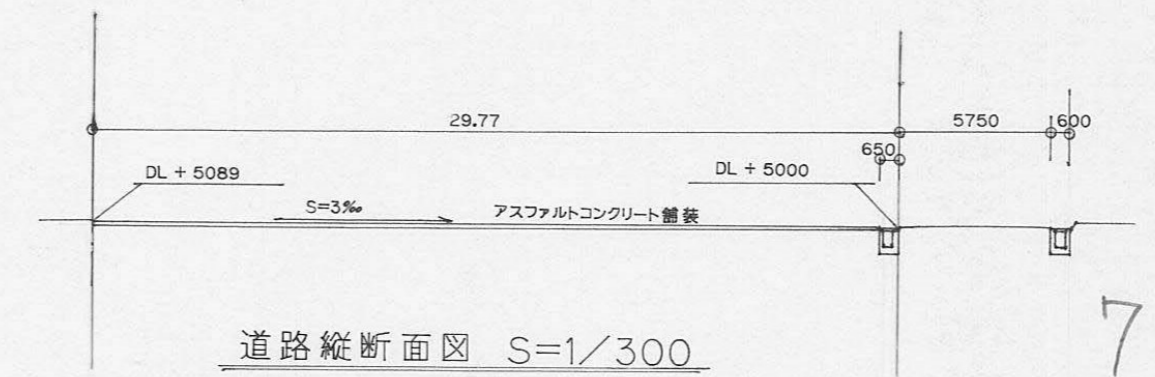 29.77
5750
600
650
DL + 5089
DL + 5000
S=3‰
アスファルトコンクリート舗装
道路縦断面図 S=1/300
7